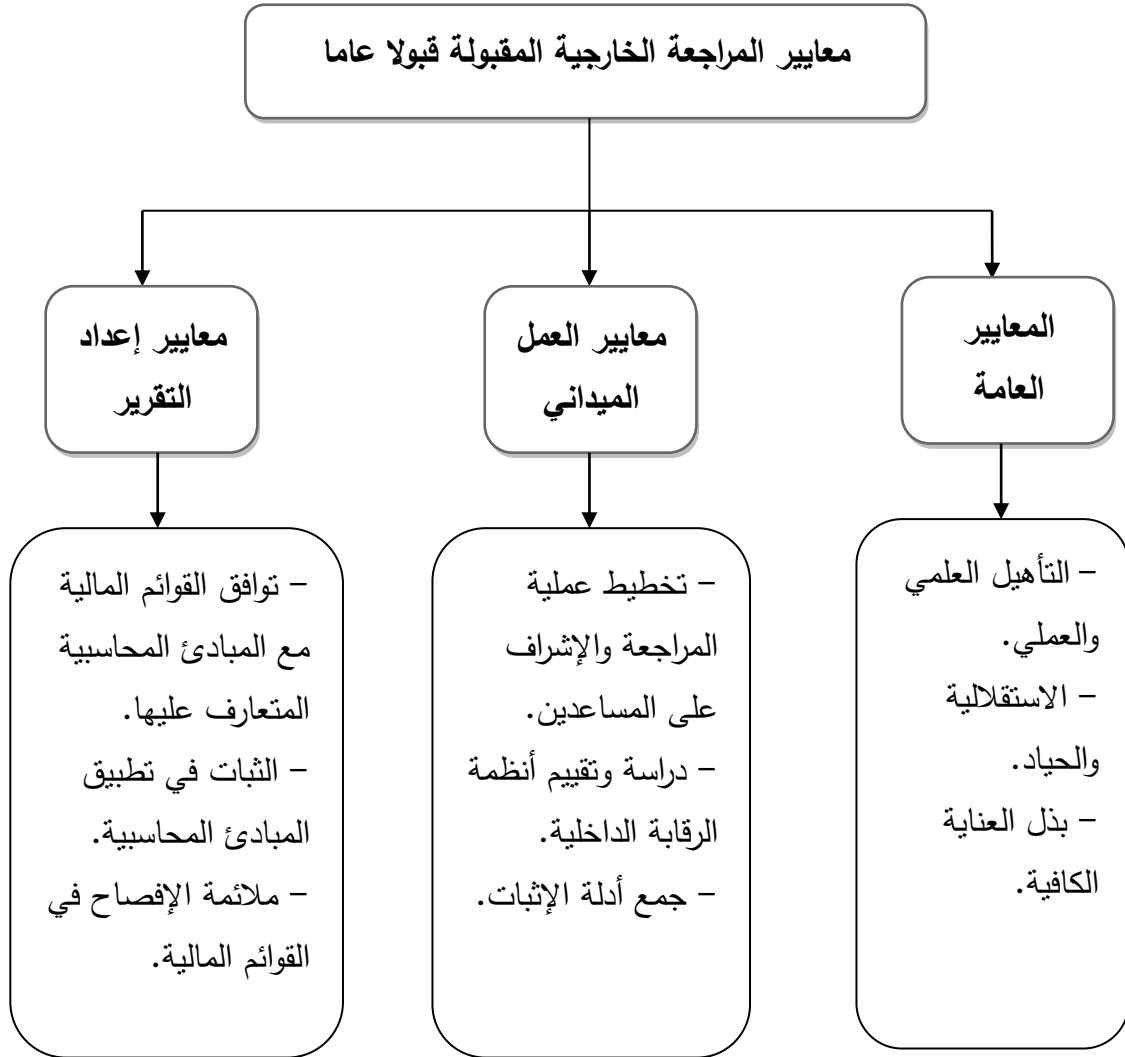 معايير المراجعة الخارجية المقبولة قبولا عاما
المعايير
العامة
معايير العمل
الميداني
معايير إعداد
التقرير
– التأهيل العلمي
والعملي.
– الاستقلالية
والحياد.
– بذل العناية
الكافية.
– تخطيط عملية
المراجعة والإشراف
على المساعدين.
– دراسة وتقييم أنظمة
الرقابة الداخلية.
– جمع أدلة الإثبات.
– توافق القوائم المالية
مع المبادئ المحاسبية
المتعارف عليها.
– الثبات في تطبيق
المبادئ المحاسبية.
– ملائمة الإفصاح في
القوائم المالية.